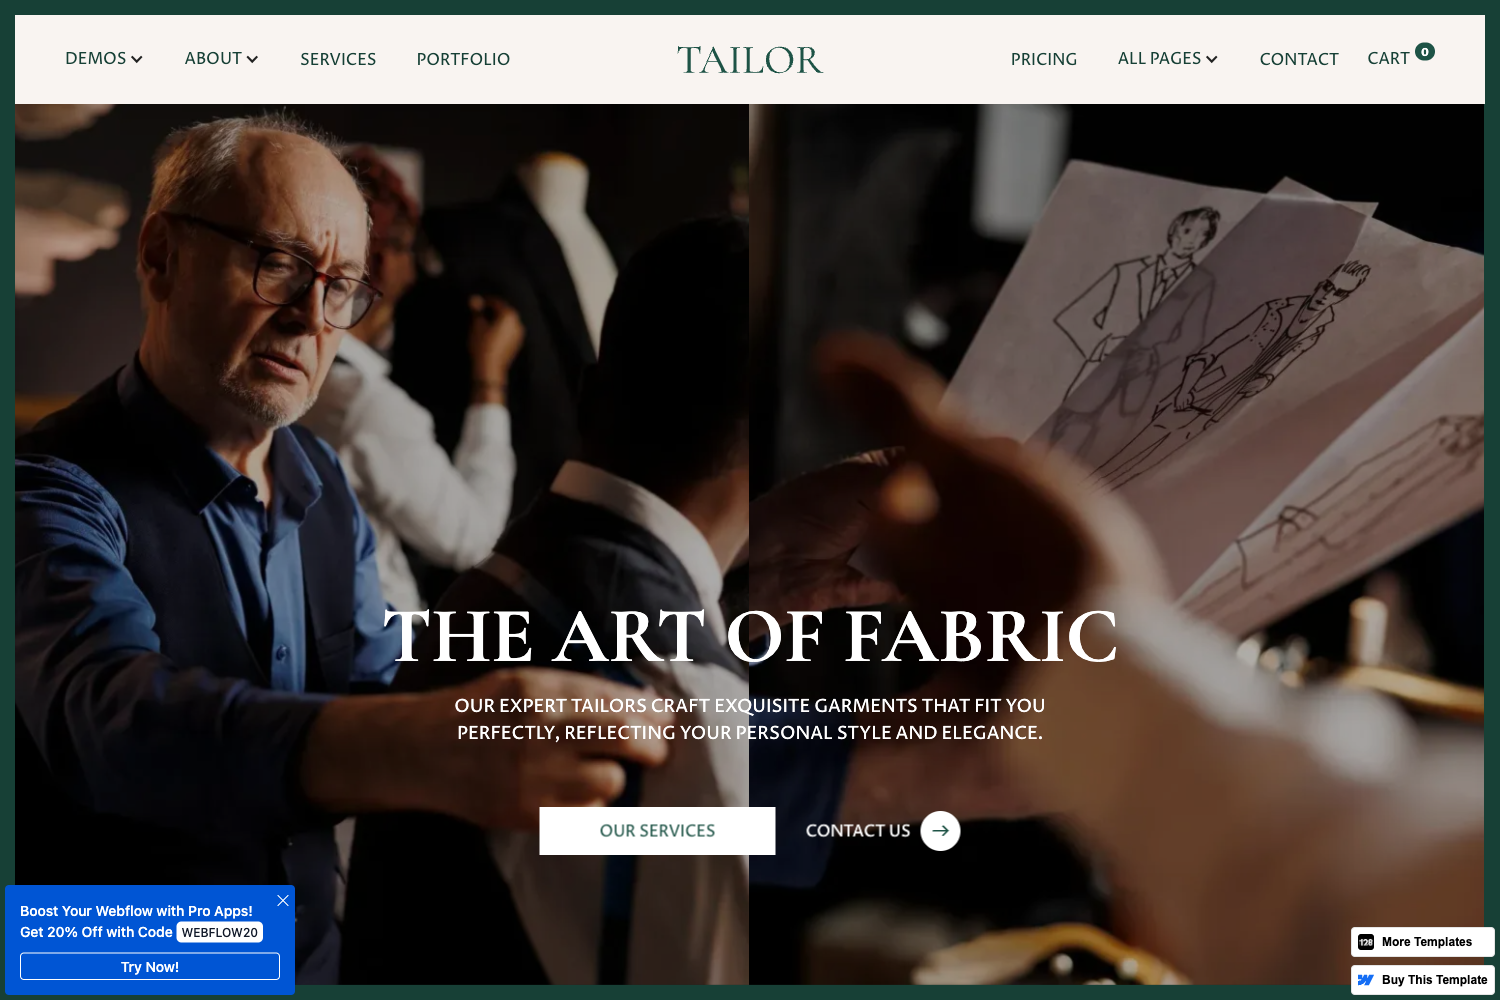 DEMOS
ABOUT
SERVICES
PORTFOLIO
TAILOR
PRICING
ALL PAGES
CONTACT
CART 0
THE ART OF FABRIC
OUR EXPERT TAILORS CRAFT EXQUISITE GARMENTS THAT FIT YOU
PERFECTLY, REFLECTING YOUR PERSONAL STYLE AND ELEGANCE.
OUR SERVICES
CONTACT US
Boost Your Webflow with Pro Apps!
Get 20% Off with Code WEBFLOW20
Try Now!
128 More Templates
Buy This Template